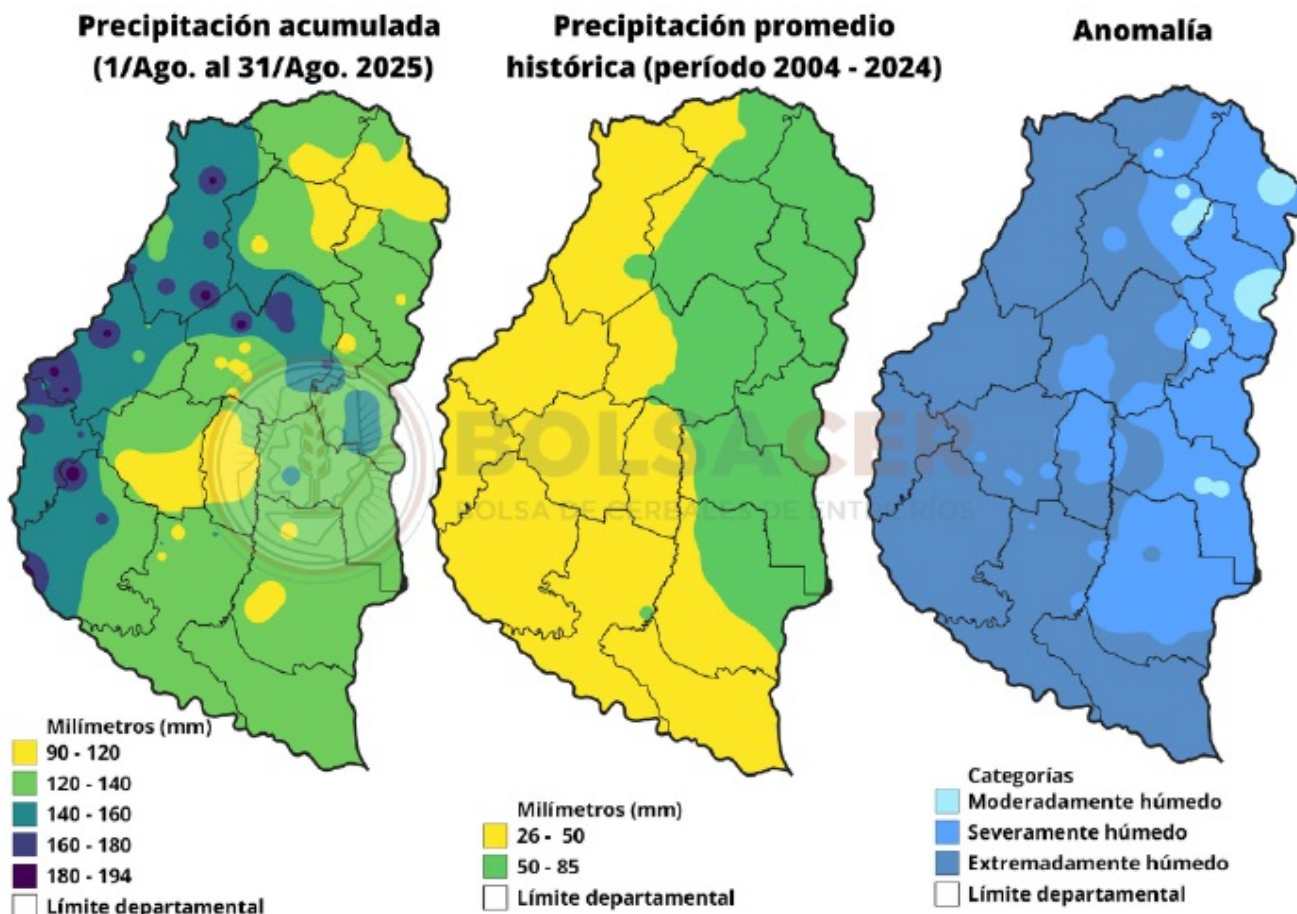 Precipitación acumulada
(1/Ago. al 31/Ago. 2025)
Precipitación promedio
histórica (período 2004 - 2024)
Anomalía
BOLSACER
BOLSA DE CEREALES DE ENTRE RÍOS
Milímetros (mm)
90 - 120
120 - 140
140 - 160
160 - 180
180 - 194
Límite departamental
Milímetros (mm)
26 - 50
50 - 85
Límite departamental
Categorías
Moderadamente húmedo
Severamente húmedo
Extremadamente húmedo
Límite departamental